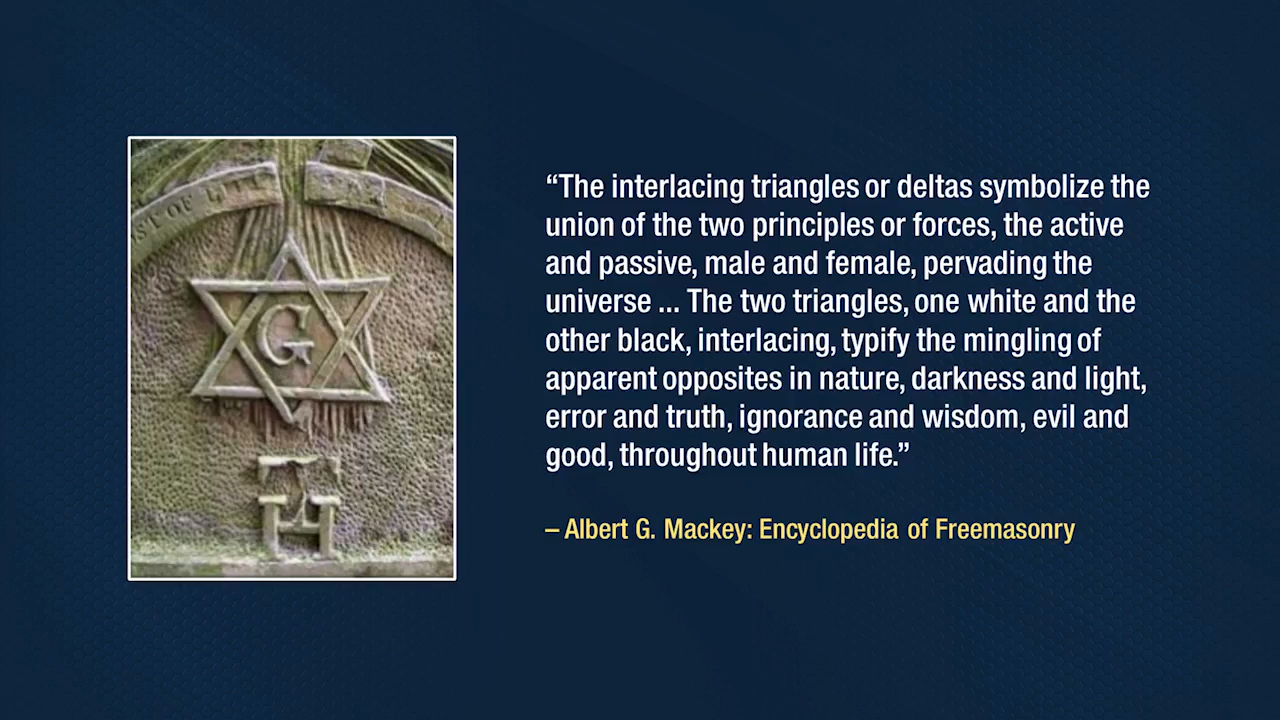 G
“The interlacing triangles or deltas symbolize the
union of the two principles or forces, the active
and passive, male and female, pervading the
universe ... The two triangles, one white and the
other black, interlacing, typify the mingling of
apparent opposites in nature, darkness and light,
error and truth, ignorance and wisdom, evil and
good, throughout human life.”
– Albert G. Mackey: Encyclopedia of Freemasonry